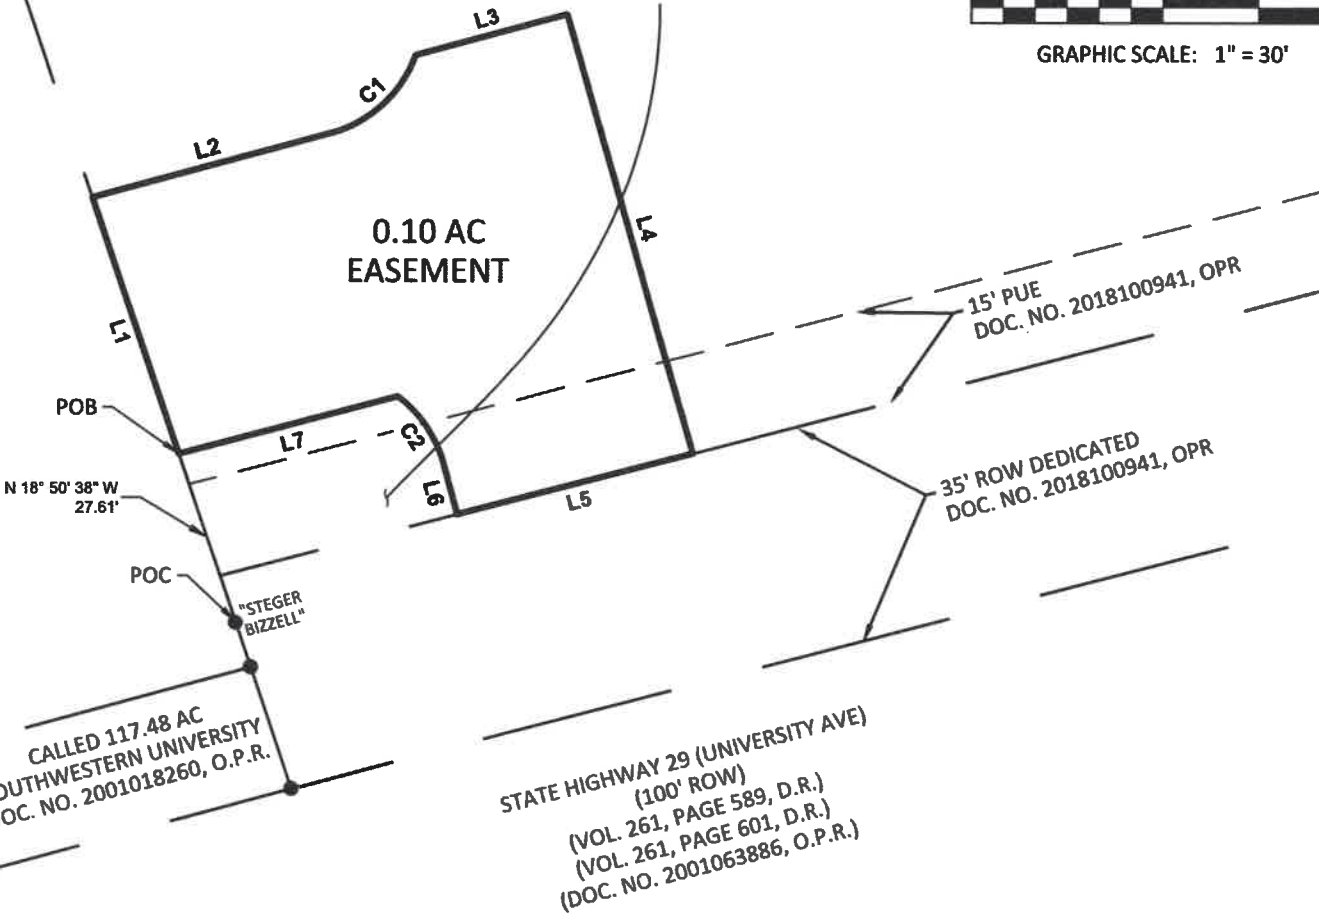 L3
GRAPHIC SCALE: 1" = 30'
C1
L2
0.10 AC
EASEMENT
L4
L1
15' PUE
DOC. NO. 2018100941, OPR
POB
L7
C2
L6
L5
35' ROW DEDICATED
DOC. NO. 2018100941, OPR
N 18° 50' 38" W
27.61'
POC
"STEGER
BIZZELL"
CALLED 117.48 AC
OUTHWESTERN UNIVERSITY
OC. NO. 2001018260, O.P.R.
STATE HIGHWAY 29 (UNIVERSITY AVE)
(100' ROW)
(VOL. 261, PAGE 589, D.R.)
(VOL. 261, PAGE 601, D.R.)
(DOC. NO. 2001063886, O.P.R.)